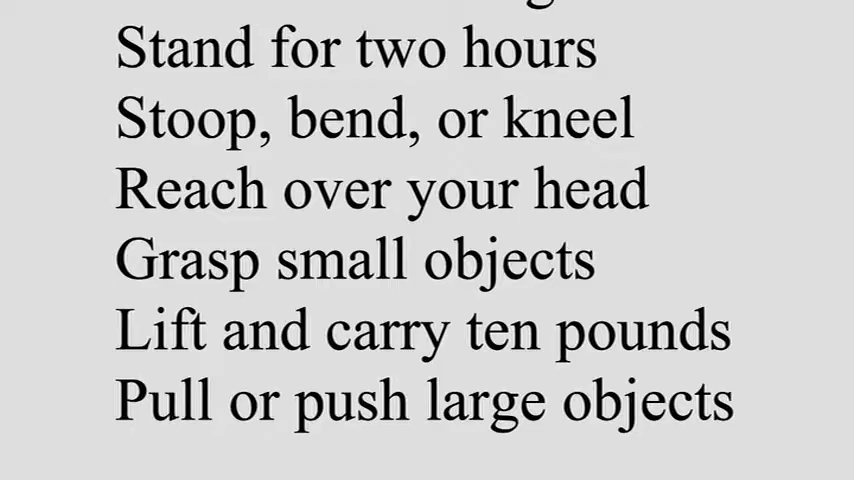 Stand for two hours
Stoop, bend, or kneel
Reach over your head
Grasp small objects
Lift and carry ten pounds
Pull or push large objects